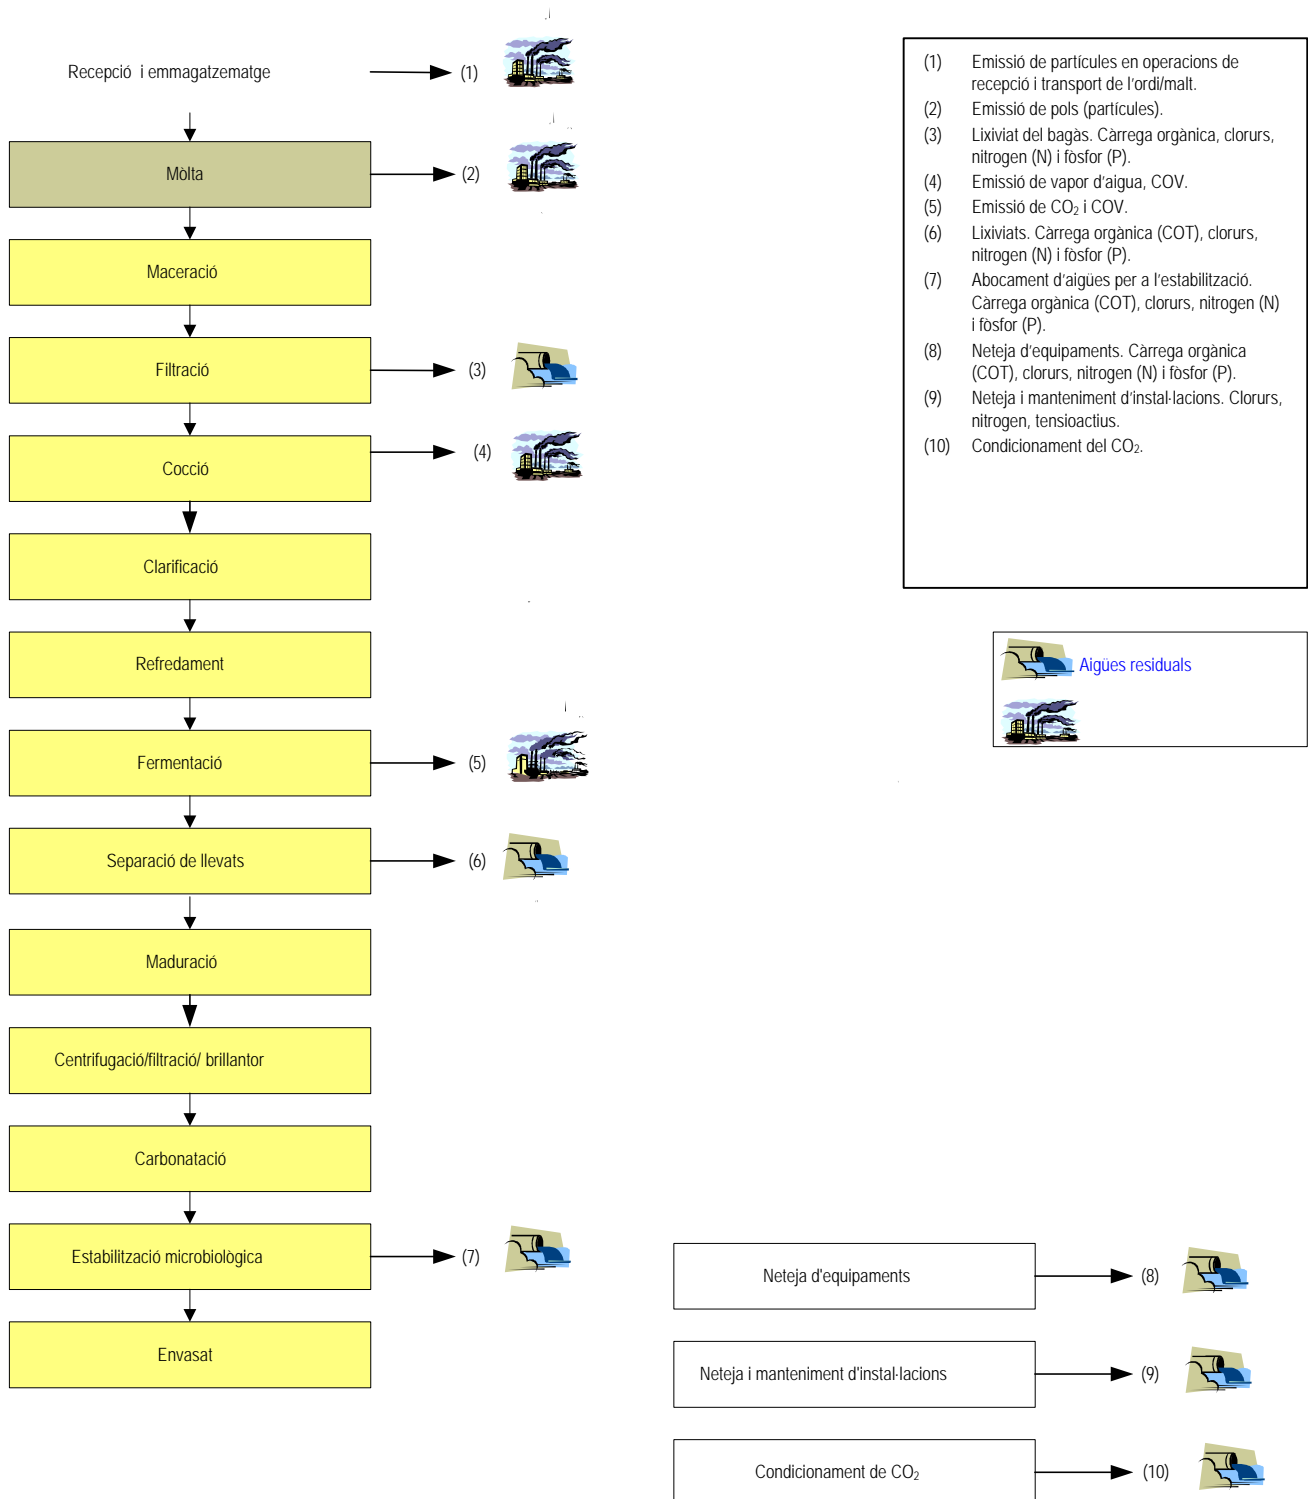 Recepció i emmagatzematge
(1)
Mòlta
(2)
Maceració
Filtració
(3)
Cocció
(4)
Clarificació
Refredament
Fermentació
(5)
Separació de llevats
(6)
Maduració
Centrifugació/filtració/ brillantor
Carbonatació
Estabilització microbiològica
(7)
Envasat
(1) Emissió de partícules en operacions de
recepció i transport de l'ordi/malt.
(2) Emissió de pols (partícules).
(3) Lixiviat del bagàs. Càrrega orgànica, clorurs,
nitrogen (N) i fòsfor (P).
(4) Emissió de vapor d'aigua, COV.
(5) Emissió de CO₂ i COV.
(6) Lixiviats. Càrrega orgànica (COT), clorurs,
nitrogen (N) i fòsfor (P).
(7) Abocament d'aigües per a l'estabilització.
Càrrega orgànica (COT), clorurs, nitrogen (N)
i fòsfor (P).
(8) Neteja d'equipaments. Càrrega orgànica
(COT), clorurs, nitrogen (N) i fòsfor (P).
(9) Neteja i manteniment d'instal·lacions. Clorurs,
nitrogen, tensioactius.
(10) Condicionament del CO₂.
Aigües residuals
Neteja d'equipaments
(8)
Neteja i manteniment d'instal·lacions
(9)
Condicionament de CO₂
(10)